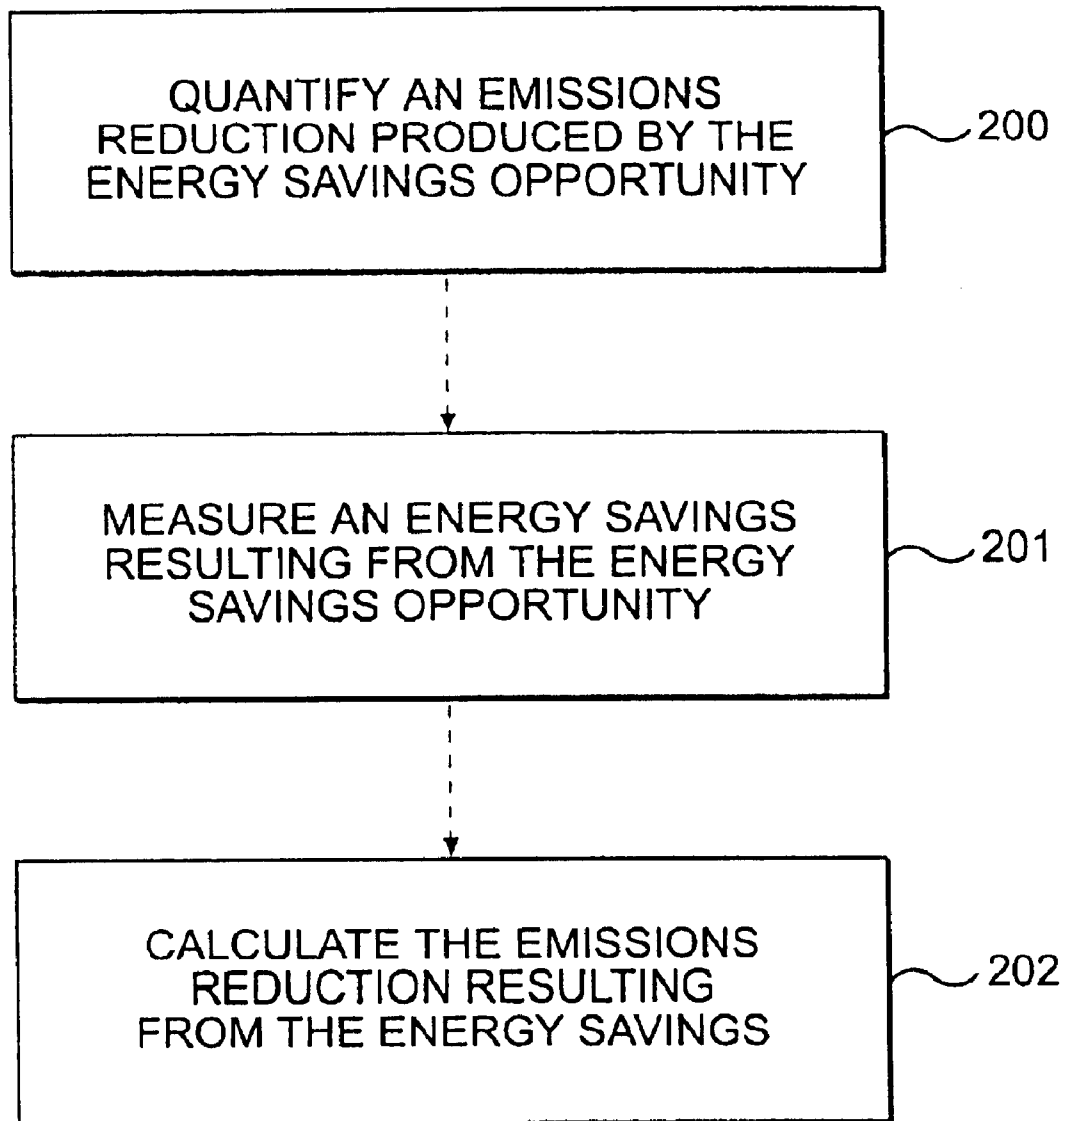 QUANTIFY AN EMISSIONS
REDUCTION PRODUCED BY THE
ENERGY SAVINGS OPPORTUNITY
200
MEASURE AN ENERGY SAVINGS
RESULTING FROM THE ENERGY
SAVINGS OPPORTUNITY
201
CALCULATE THE EMISSIONS
REDUCTION RESULTING
FROM THE ENERGY SAVINGS
202